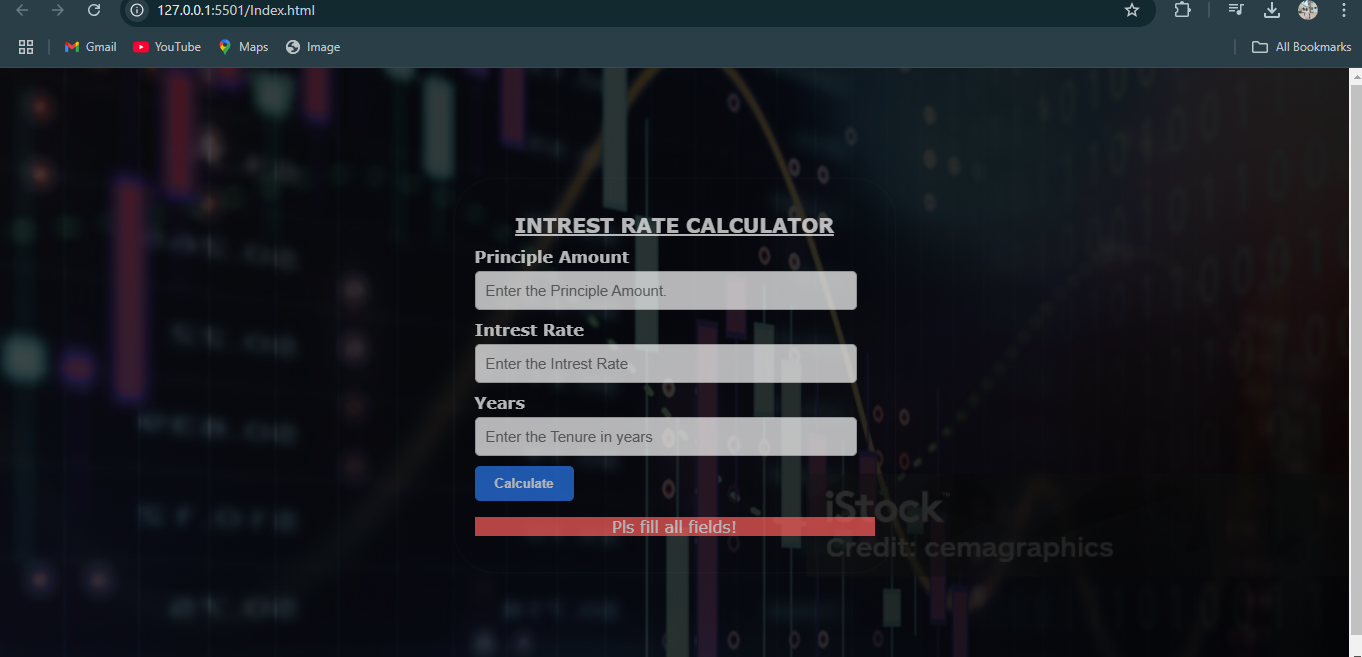 127.0.0.1:5501/Index.html
Gmail
YouTube
Maps
Image
All Bookmarks
INTREST RATE CALCULATOR
Principle Amount
Enter the Principle Amount.
Intrest Rate
Enter the Intrest Rate
Years
Enter the Tenure in years
Calculate
Pls fill all fields!
iStock
Credit: cemagraphics